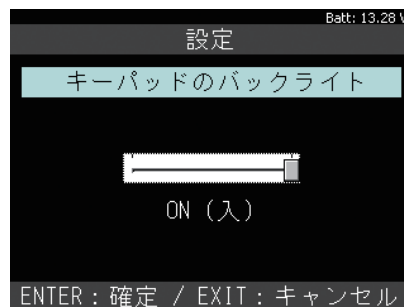 Batt: 13.28 V
設定
キーパッドのバックライト
ON (入)
ENTER : 確定 / EXIT : キャンセル